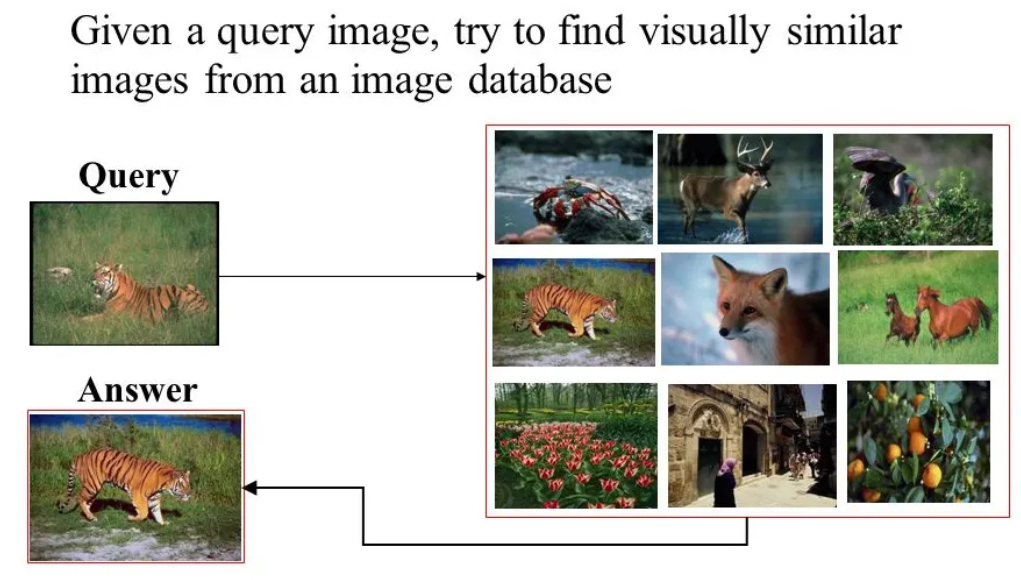 Given a query image, try to find visually similar
images from an image database
Query
Answer